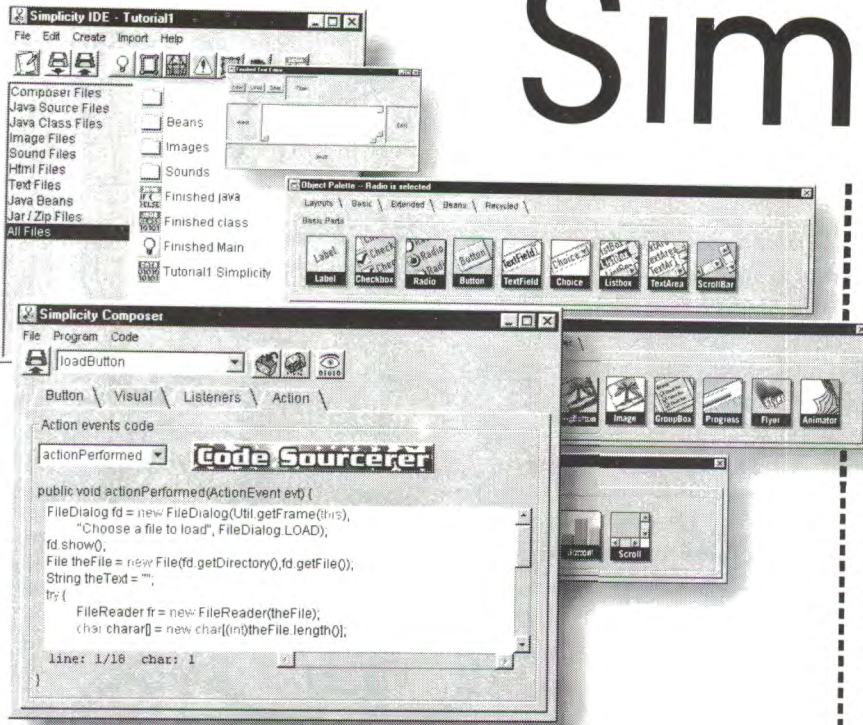 Sim
Simplicity IDE - Tutorial1
File Edit Create Import Help
Composer Files
Java Source Files
Java Class Files
Image Files
Sound Files
Html Files
Text Files
Java Beans
Jar / Zip Files
All Files
Beans
Images
Sounds
Finished java
Finished class
Finished Main
Tutorial1 Simplicity
Object Palette -- Radio is selected
Layouts \ Basic \ Extended \ Beans \ Recycled \
Basic Parts
Label
Checkbox
Radio
Button
TextField
Choice
Listbox
TextArea
ScrollBar
Image
GroupBox
Progress
Flyer
Animator
Scroll
Simplicity Composer
File Program Code
loadButton
Button \ Visual \ Listeners \ Action \
Action events code
actionPerformed
Code Sourcerer
public void actionPerformed(ActionEvent evt) {
FileDialog fd = new FileDialog(Util.getFrame(this),
"Choose a file to load", FileDialog.LOAD);
fd.show();
File theFile = new File(fd.getDirectory(),fd.getFile());
String theText = "";
try {
FileReader fr = new FileReader(theFile);
char charar[] = new char[(int)theFile.length()];
line: 1/18 char: 1
}